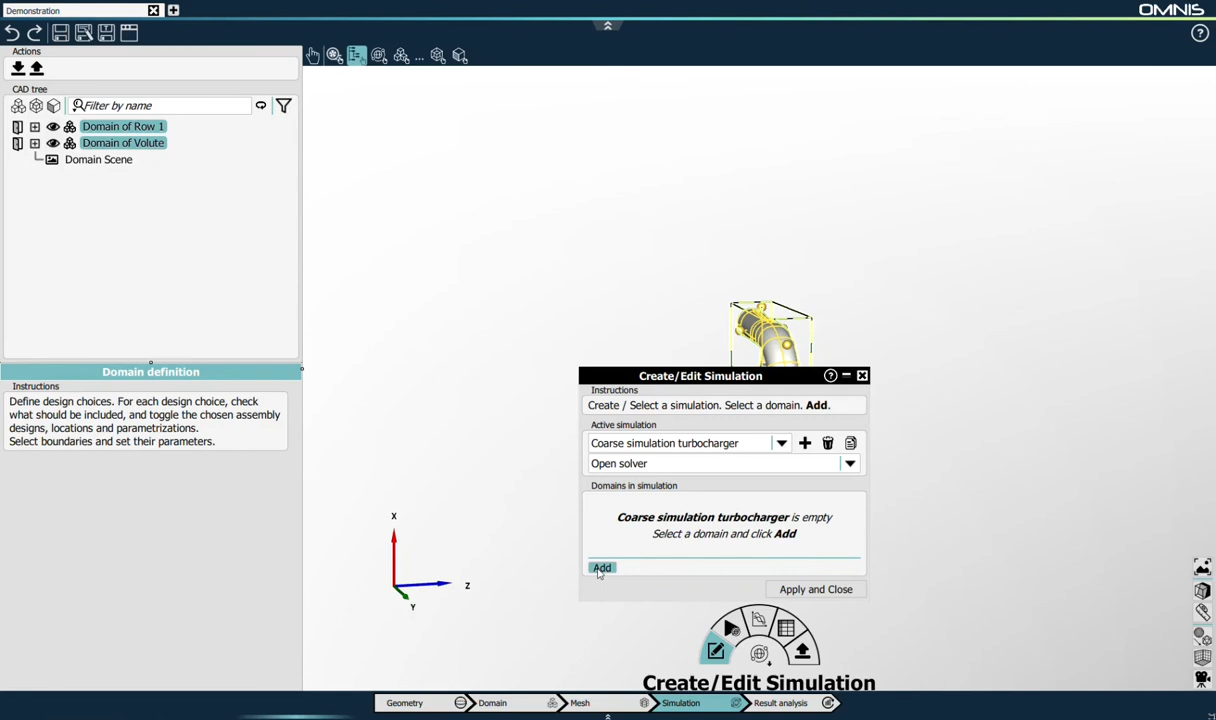 Demonstration
OMNIS
Actions
CAD tree
Filter by name
Domain of Row 1
Domain of Volute
Domain Scene
Domain definition
Instructions
Define design choices. For each design choice, check
what should be included, and toggle the chosen assembly
designs, locations and parametrizations.
Select boundaries and set their parameters.
Create/Edit Simulation
Instructions
Create / Select a simulation. Select a domain. Add.
Active simulation
Coarse simulation turbocharger
Open solver
Domains in simulation
Coarse simulation turbocharger is empty
Select a domain and click Add
Add
Apply and Close
X
Z
Y
Create/Edit Simulation
Geometry
Domain
Mesh
Simulation
Result analysis